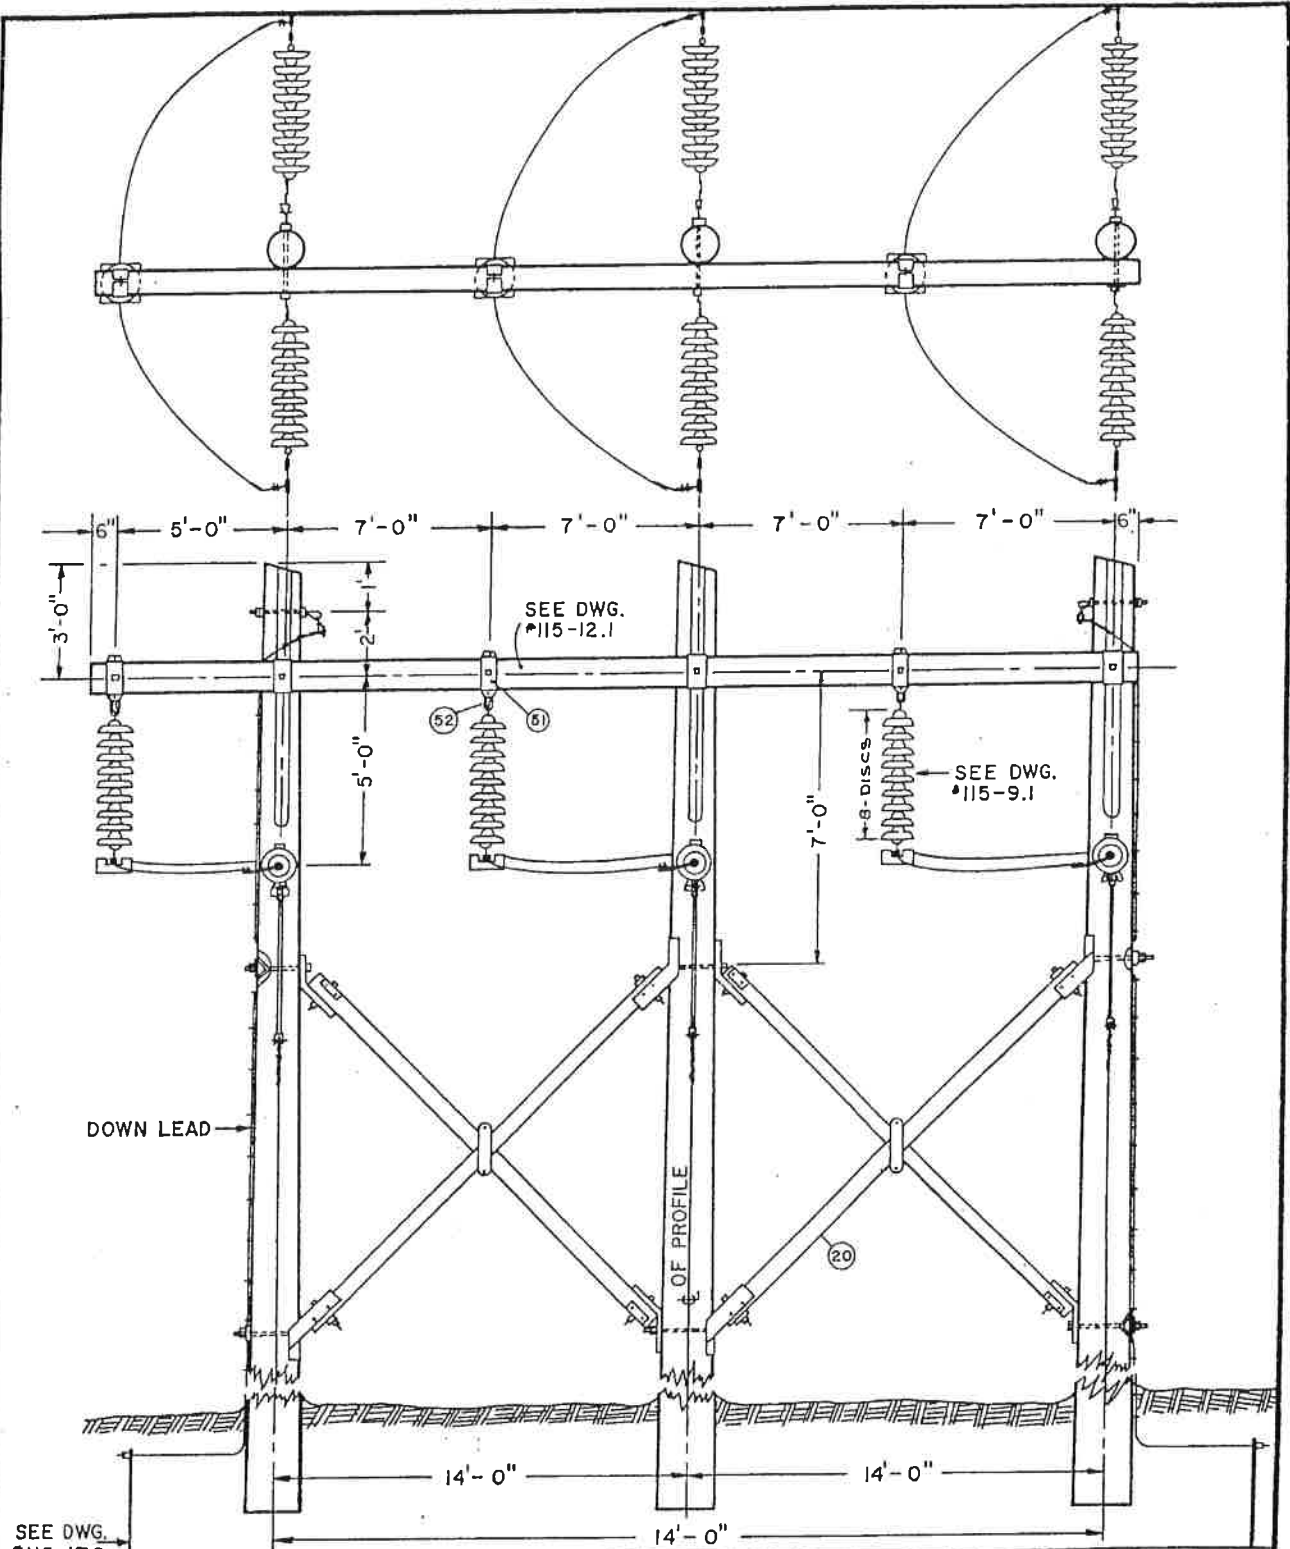 6" 5'-0" 7'-0" 7'-0" 7'-0" 7'-0" 6"
3'-0"
1'
2'
SEE DWG.
#115-12.1
52
51
5'-0"
7'-0"
8-DISCS
SEE DWG.
#115-9.1
DOWN LEAD
OF PROFILE
20
14'-0" 14'-0"
14'-0"
SEE DWG.